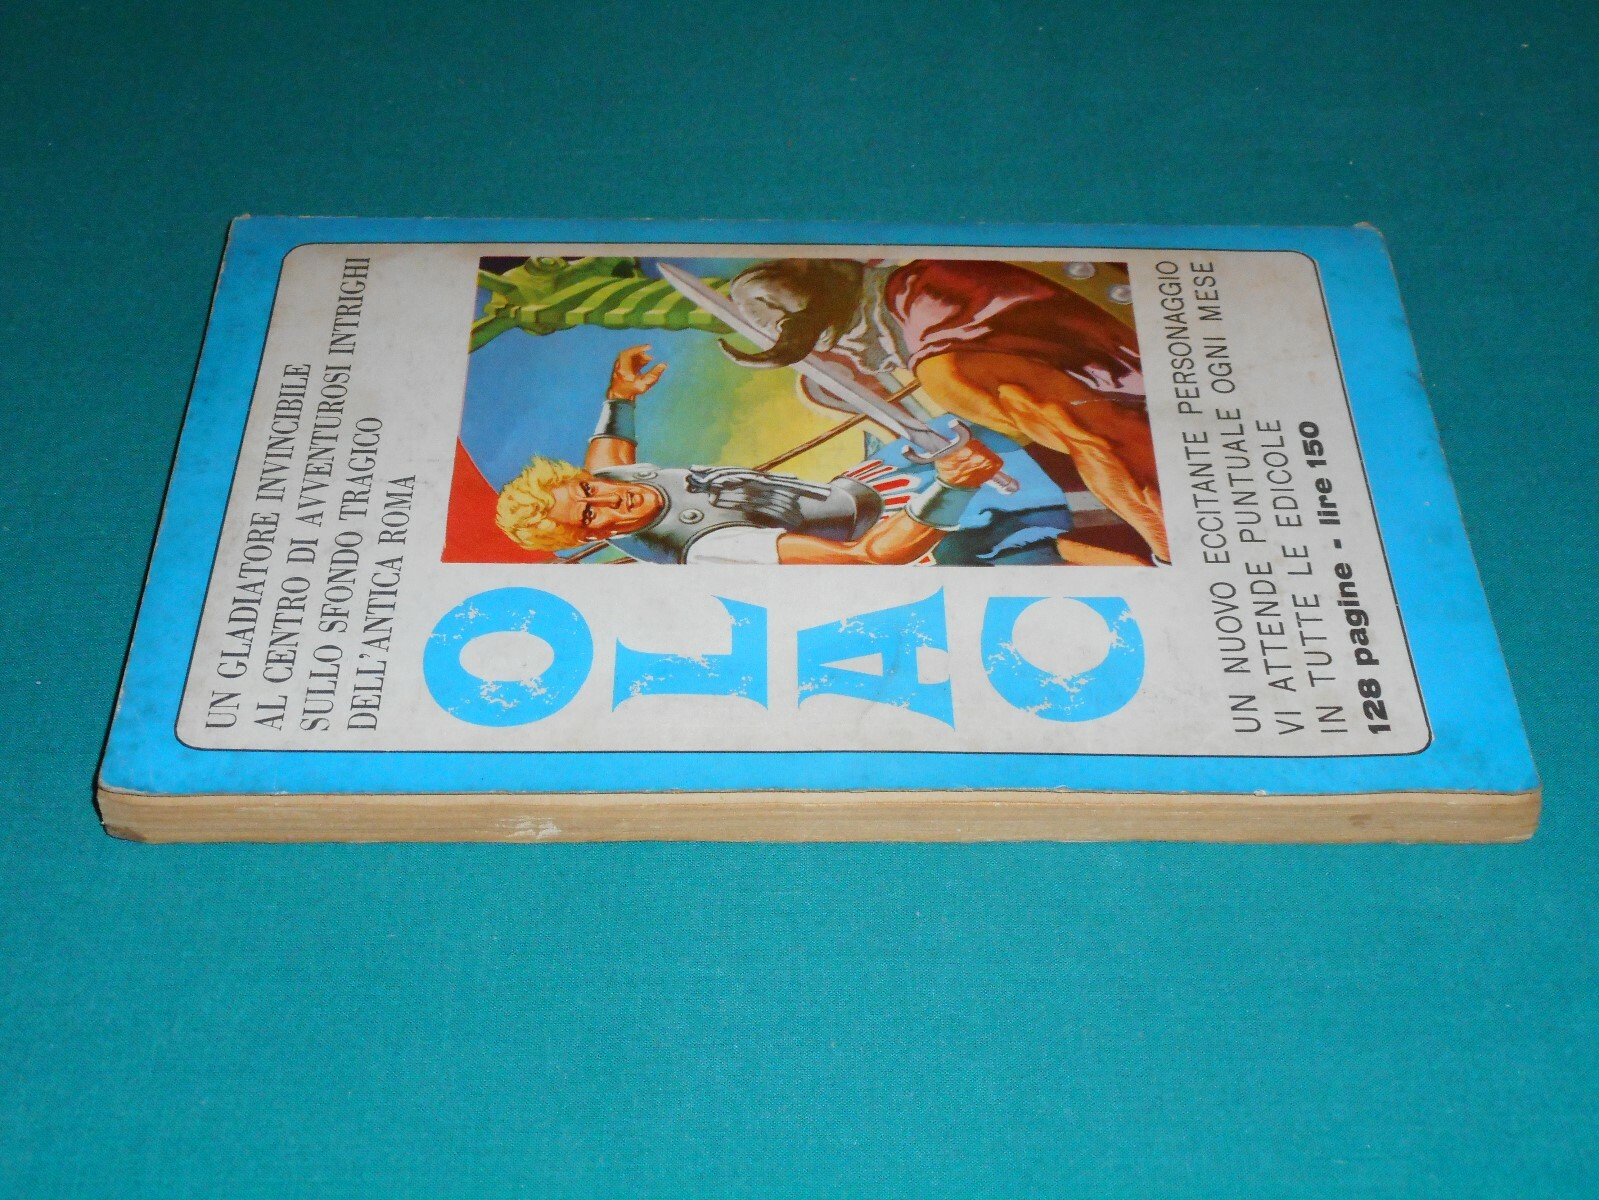 UN GLADIATORE INVINCIBILE
AL CENTRO DI AVVENTUROSI INTRIGHI
SULLO SFONDO TRAGICO
DELL'ANTICA ROMA
OLAC
UN NUOVO ECCITANTE PERSONAGGIO
VI ATTENDE PUNTUALE OGNI MESE
IN TUTTE LE EDICOLE
128 pagine - lire 150